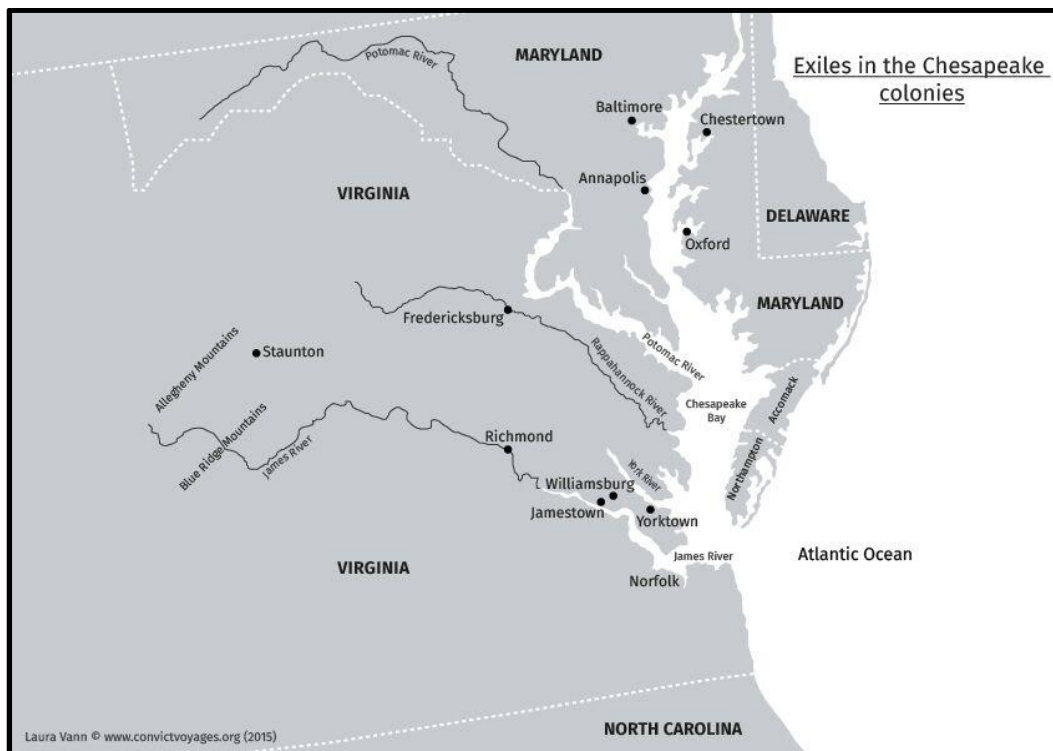 Exiles in the Chesapeake
colonies
Potomac River
MARYLAND
Baltimore
Chestertown
Annapolis
VIRGINIA
DELAWARE
Oxford
MARYLAND
Fredericksburg
Rappahannock River
Potomac River
Staunton
Allegheny Mountains
Accomack
Chesapeake
Bay
Blue Ridge Mountains
James River
Richmond
Northampton
York River
Williamsburg
Jamestown
Yorktown
James River
Atlantic Ocean
VIRGINIA
Norfolk
NORTH CAROLINA
Laura Vann © www.convictvoyages.org (2015)